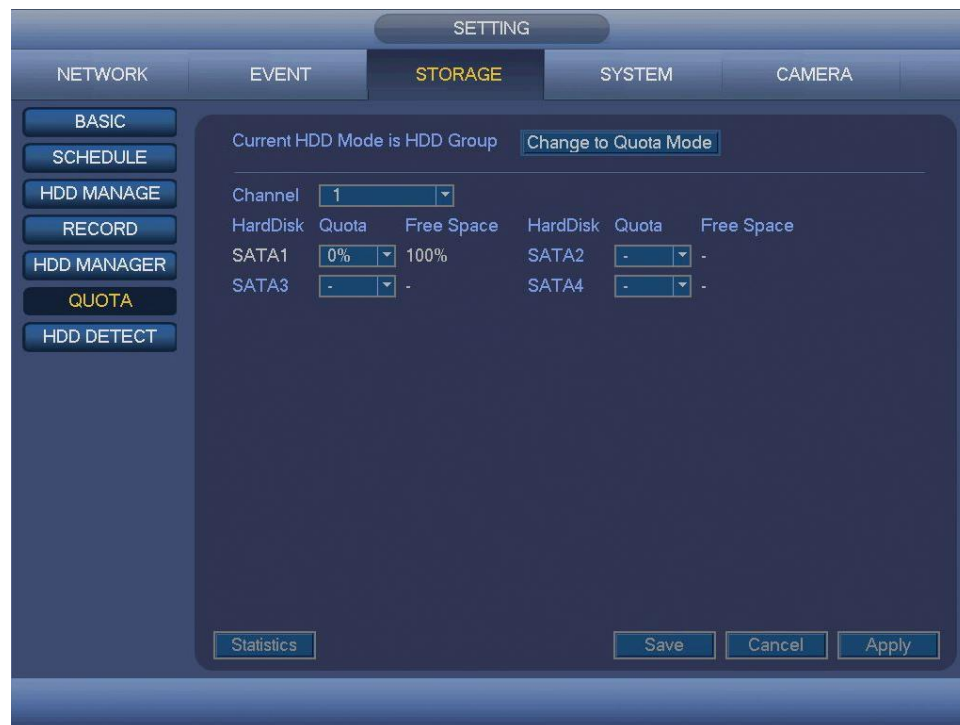 SETTING
NETWORK EVENT STORAGE SYSTEM CAMERA
BASIC
SCHEDULE
HDD MANAGE
RECORD
HDD MANAGER
QUOTA
HDD DETECT
Current HDD Mode is HDD Group Change to Quota Mode
Channel 1
HardDisk Quota Free Space HardDisk Quota Free Space
SATA1 0% 100% SATA2 - -
SATA3 - - SATA4 - -
Statistics Save Cancel Apply